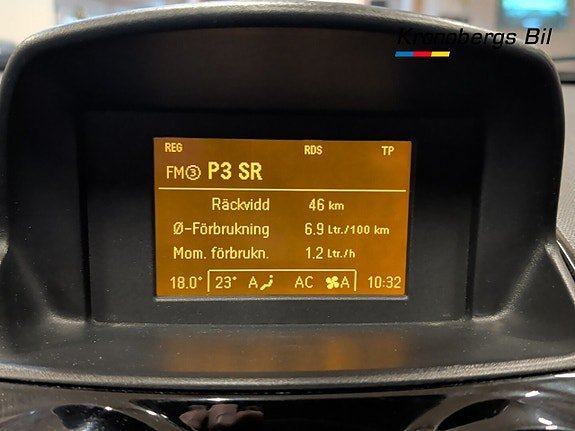 Kronobergs Bil
REG RDS TP
FM③ P3 SR
Räckvidd 46 km
Ø-Förbrukning 6.9 Ltr./100 km
Mom. förbrukn. 1.2 Ltr./h
18.0° 23° A AC A 10:32